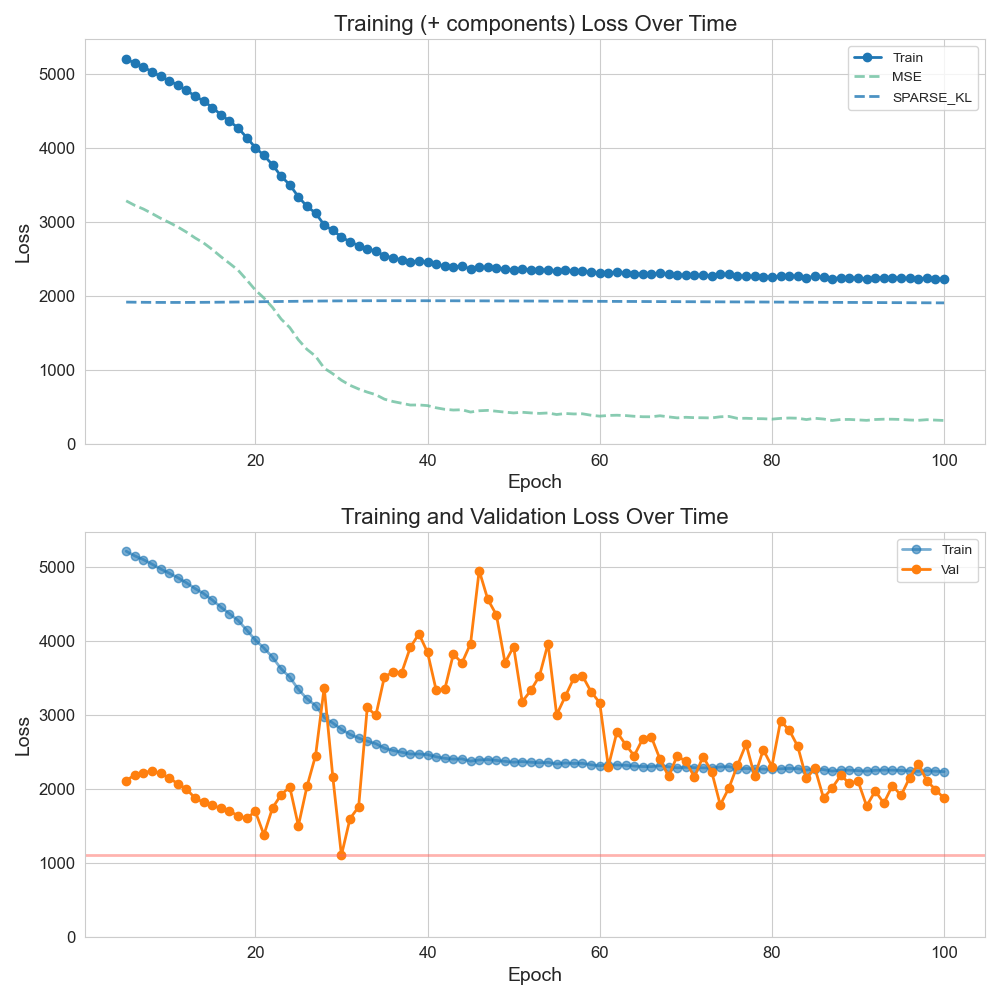 Training (+ components) Loss Over Time
Train
MSE
SPARSE_KL
Loss
5000
4000
3000
2000
1000
0
20
40
60
80
100
Epoch
Training and Validation Loss Over Time
Train
Val
Loss
5000
4000
3000
2000
1000
0
20
40
60
80
100
Epoch